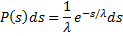 P(s)ds = 1/λ e^{-s/λ} ds